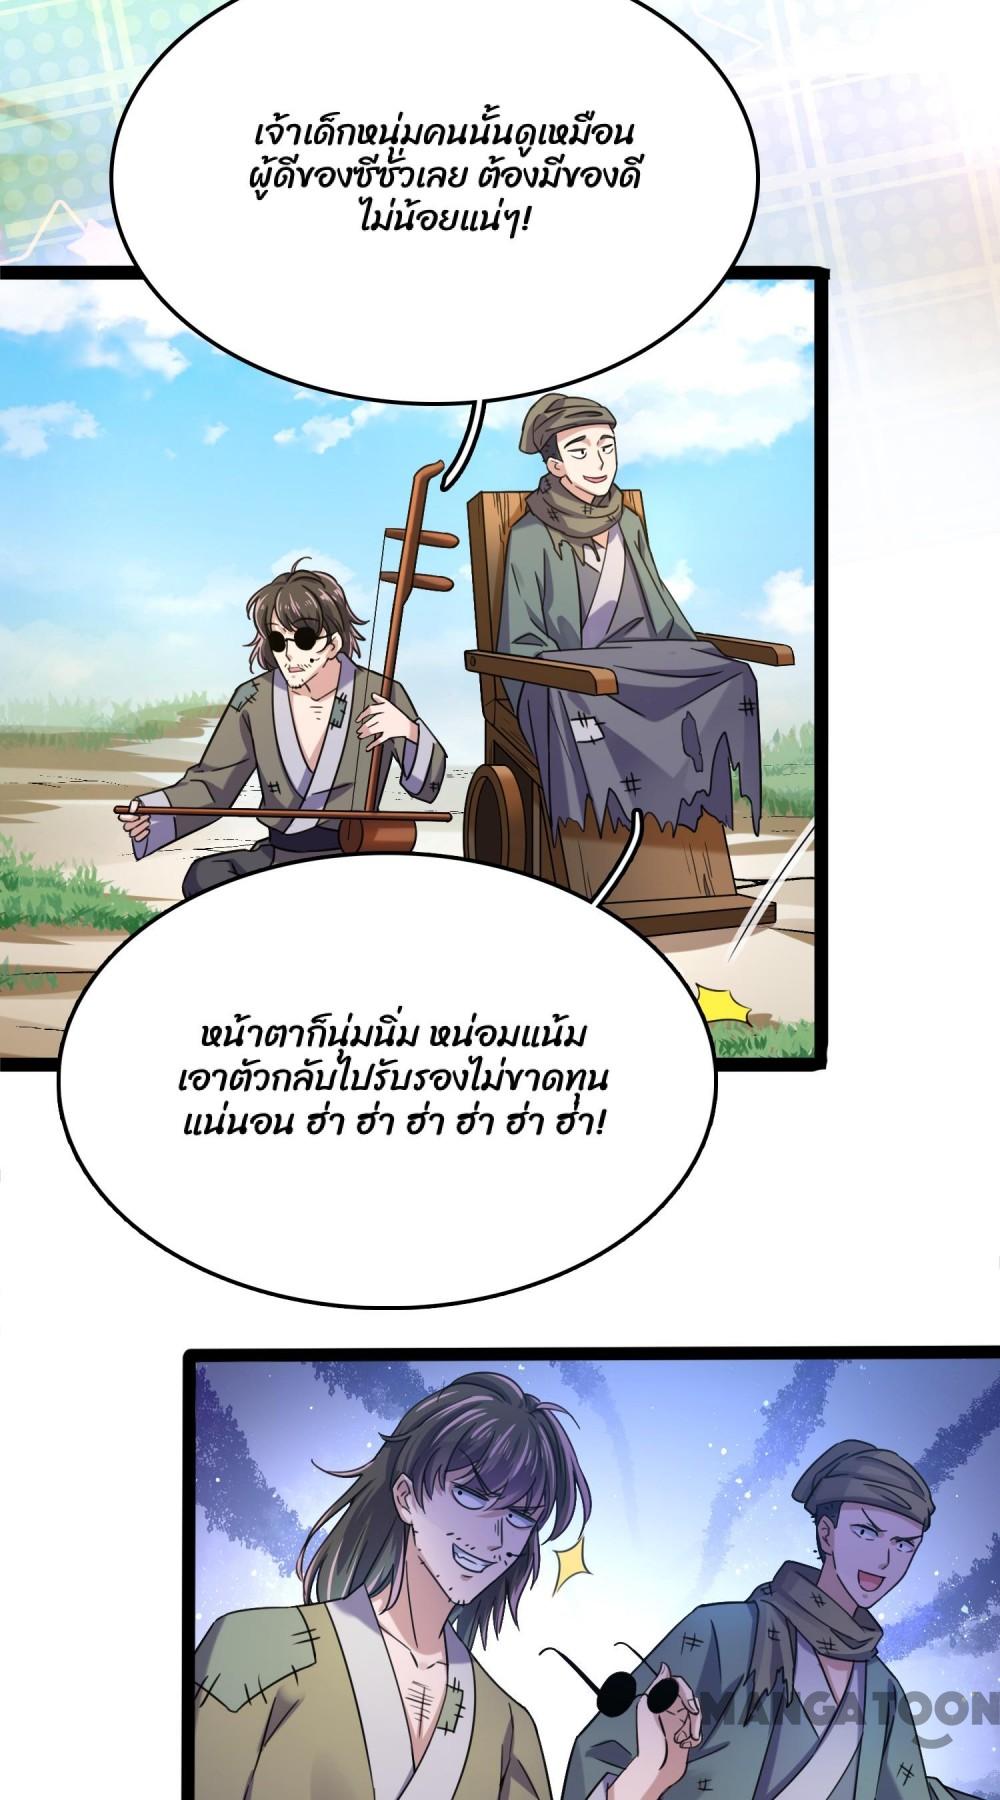 เจ้าเด็กหนุ่มคนนั้นดูเหมือน
ผู้ดีของซีซั่วเลย ต้องมีของดี
ไม่น้อยแน่ๆ!
หน้าตาก็นุ่มนิ่ม หน่อมแน้ม
เอาตัวกลับไปรับรองไม่ขาดทุน
แน่นอน ฮ่า ฮ่า ฮ่า ฮ่า ฮ่า ฮ่า!
MANGATOON